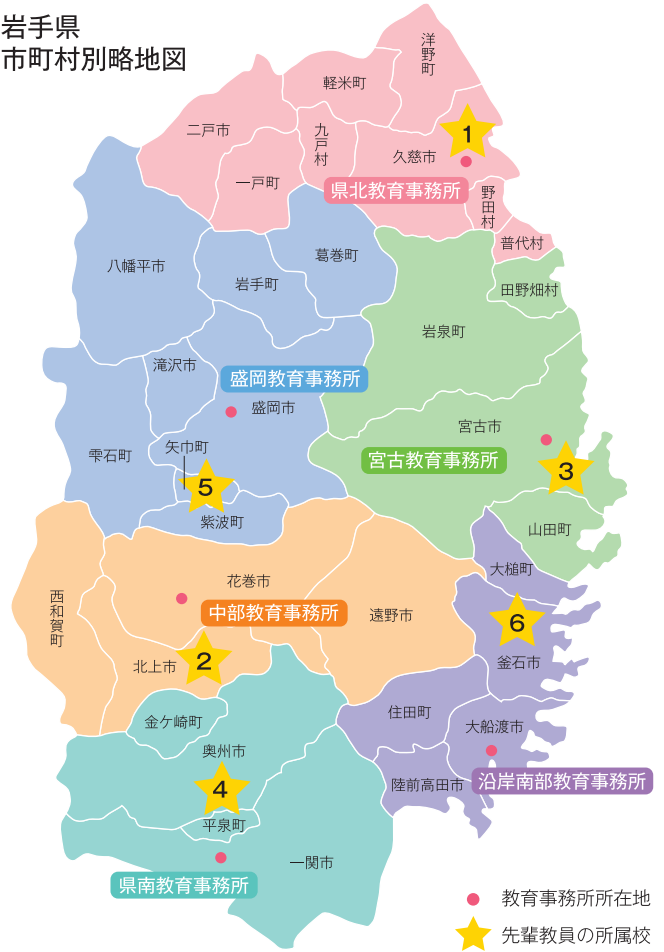 岩手県
市町村別略地図
洋野町
軽米町
二戸市
九戸村
久慈市
1
一戸町
県北教育事務所
野田村
普代村
葛巻町
八幡平市
岩手町
田野畑村
岩泉町
滝沢市
盛岡教育事務所
盛岡市
宮古市
矢巾町
雫石町
宮古教育事務所
3
5
紫波町
山田町
大槌町
花巻市
西和賀町
中部教育事務所
遠野市
6
2
北上市
釜石市
金ケ崎町
住田町
大船渡市
奥州市
陸前高田市
沿岸南部教育事務所
4
平泉町
一関市
県南教育事務所
教育事務所所在地
先輩教員の所属校